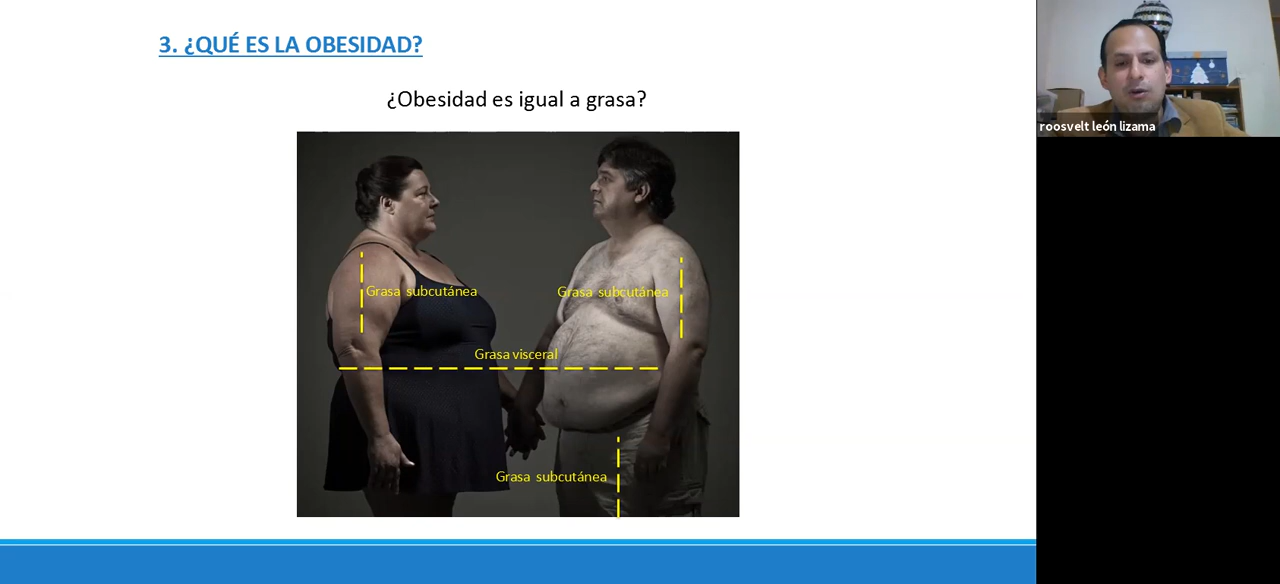 3. ¿QUÉ ES LA OBESIDAD?
¿Obesidad es igual a grasa?
Grasa subcutánea
Grasa subcutánea
Grasa visceral
Grasa subcutánea
roosvelt león lizama